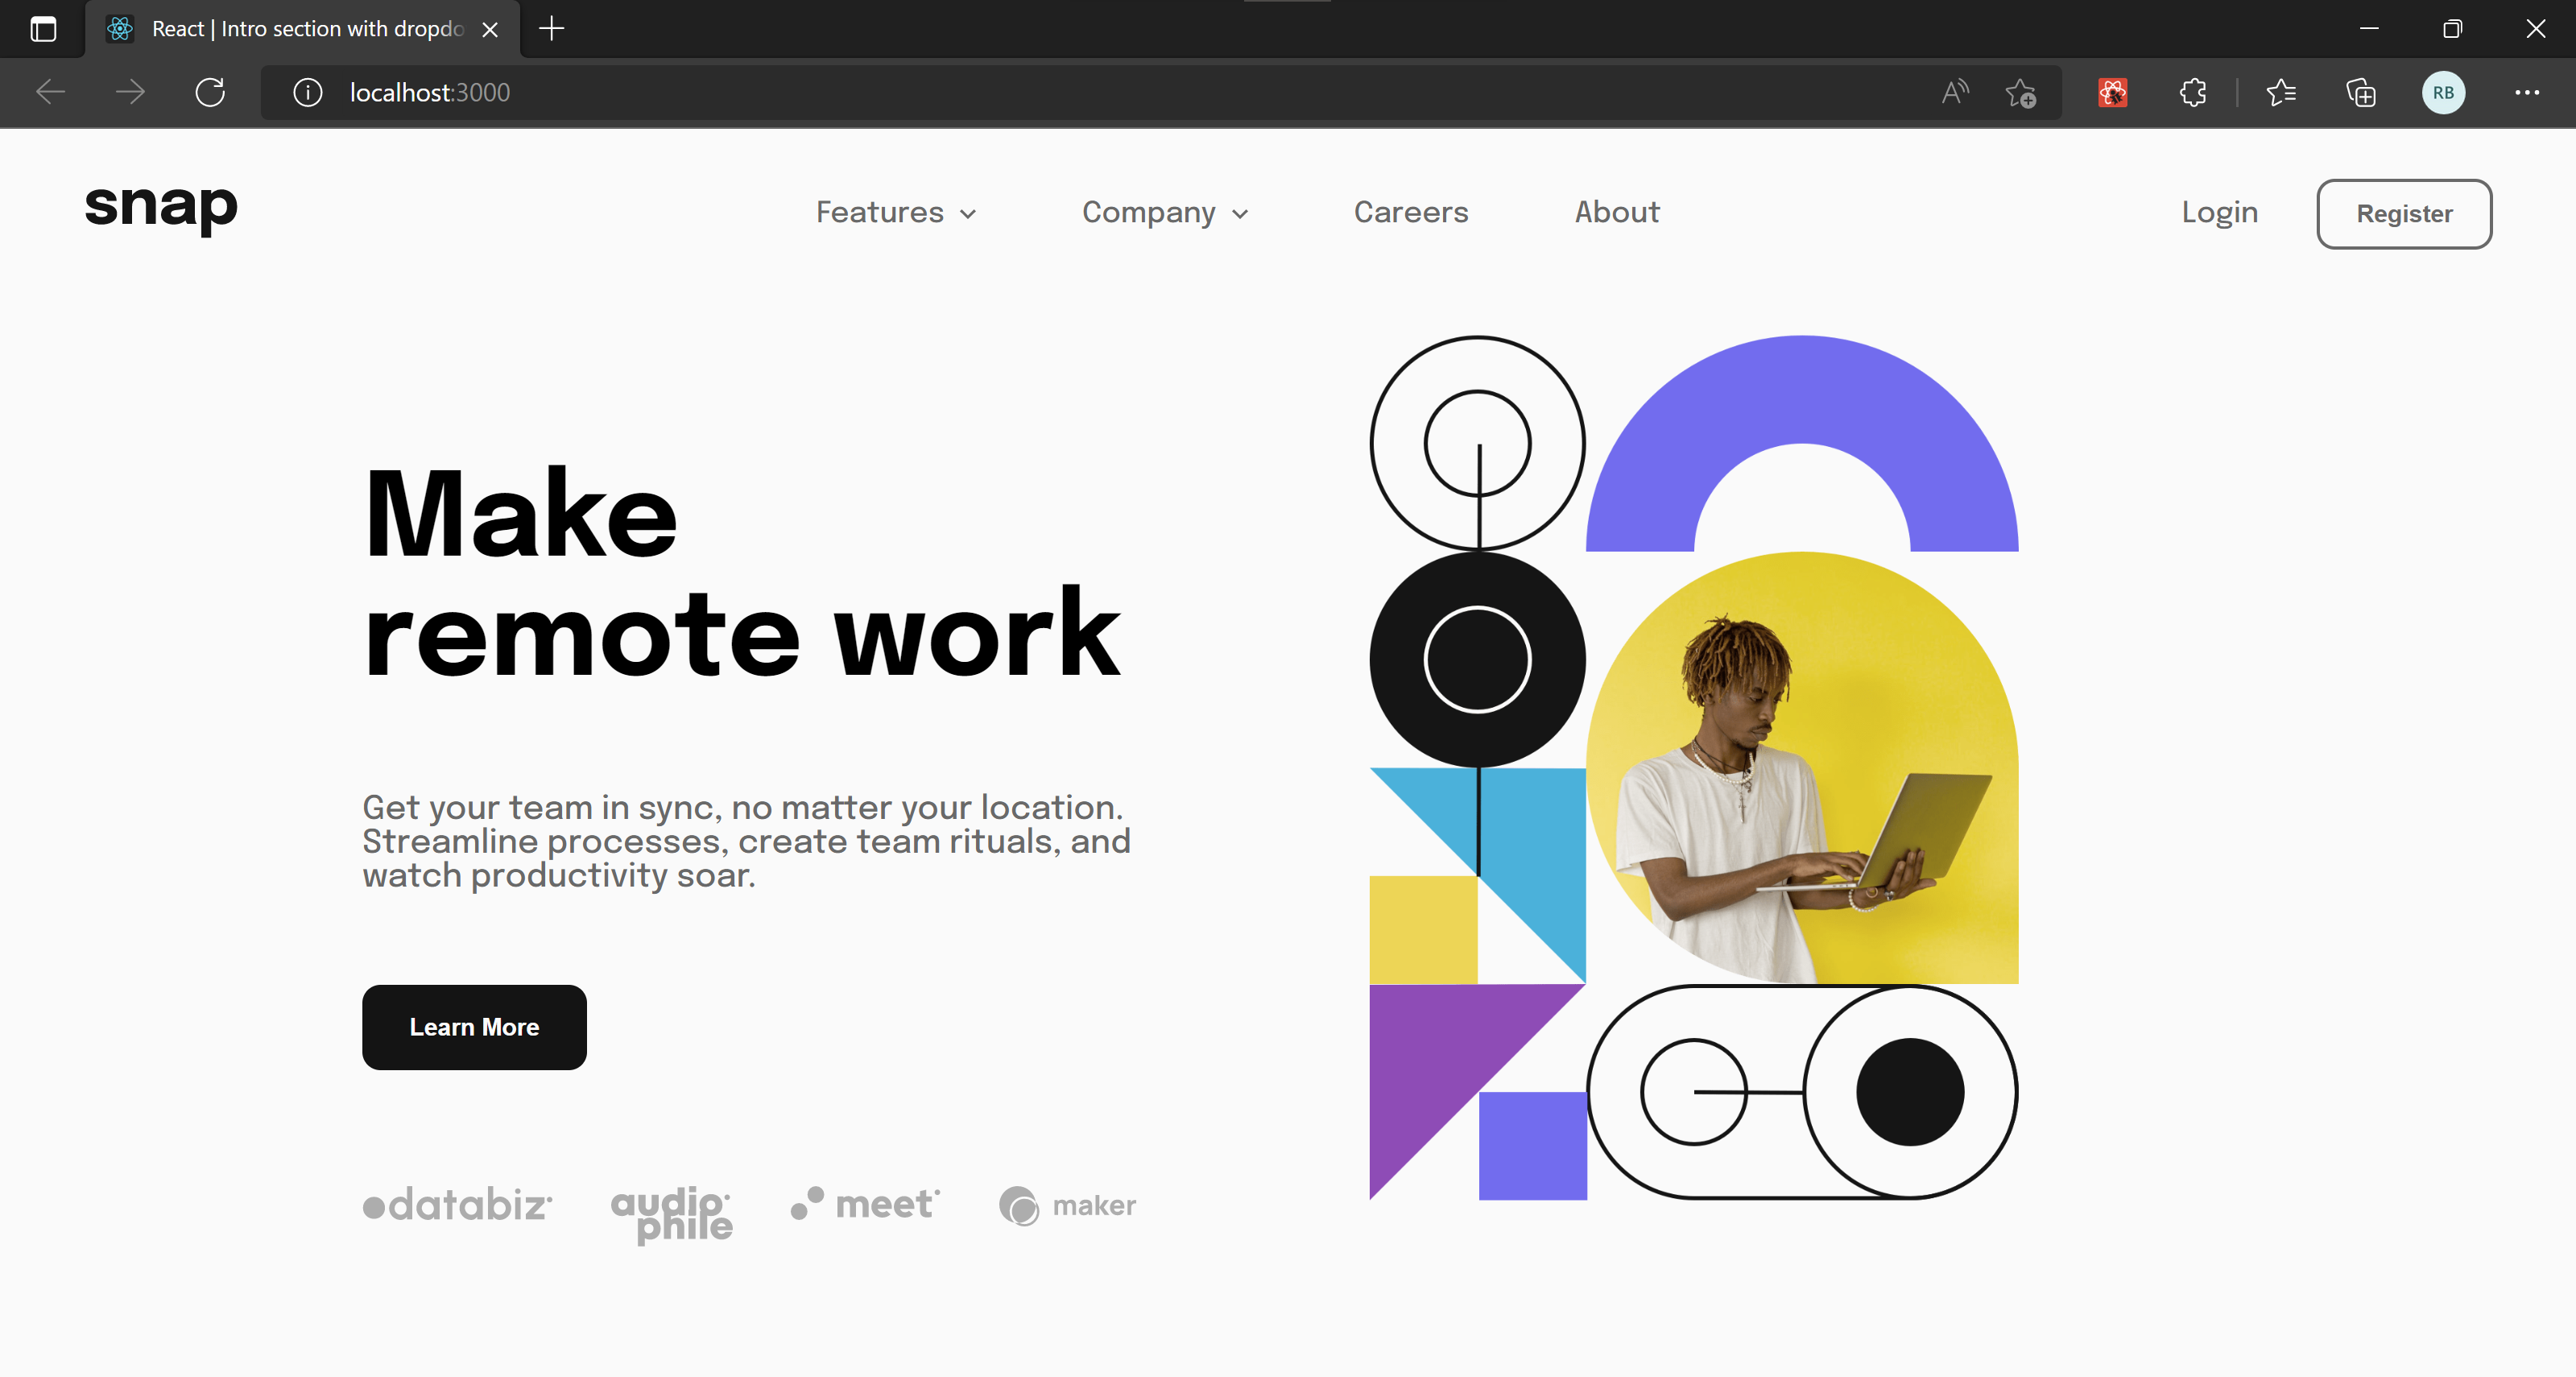 React | Intro section with dropdo
localhost:3000
RB
snap
Features
Company
Careers
About
Login
Register
Make
remote work
Get your team in sync, no matter your location.
Streamline processes, create team rituals, and
watch productivity soar.
Learn More
databiz
audio
phile
meet
maker